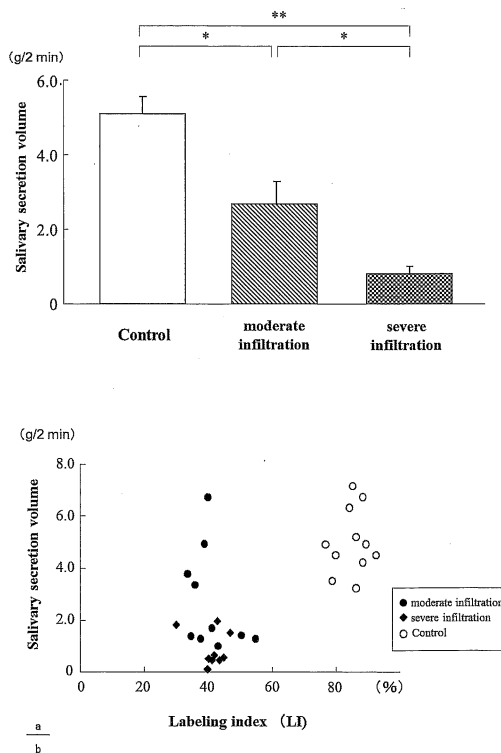 **
*
*
(g/2 min)
6.0
4.0
2.0
0
Salivary secretion volume
Control
moderate
infiltration
severe
infiltration
(g/2 min)
8.0
6.0
4.0
2.0
0
Salivary secretion volume
moderate infiltration
severe infiltration
Control
0 20 40 60 80 (%)
Labeling index (LI)
a
b